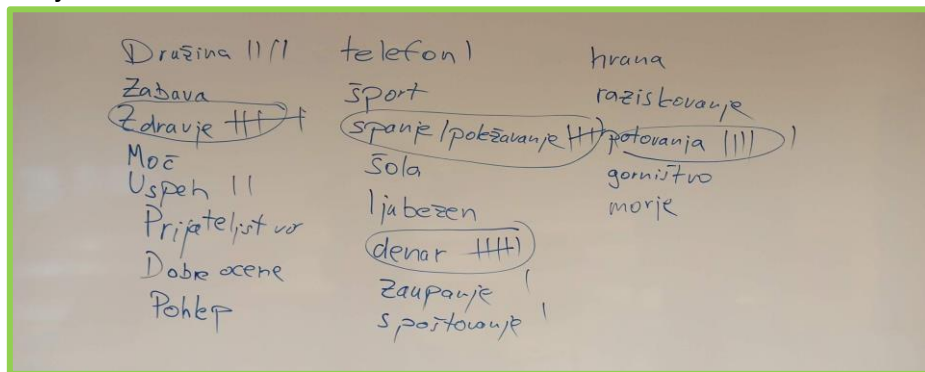 Družina ||||
Zabava
Zdravje
Moč
Uspeh ||
Prijateljstvo
Dobre ocene
Pohlep
telefon |
šport
spanje/poležavanje
šola
ljubezen
denar
zaupanje |
spoštovanje |
hrana
raziskovanje
potovanja ||||
gorništvo
morje